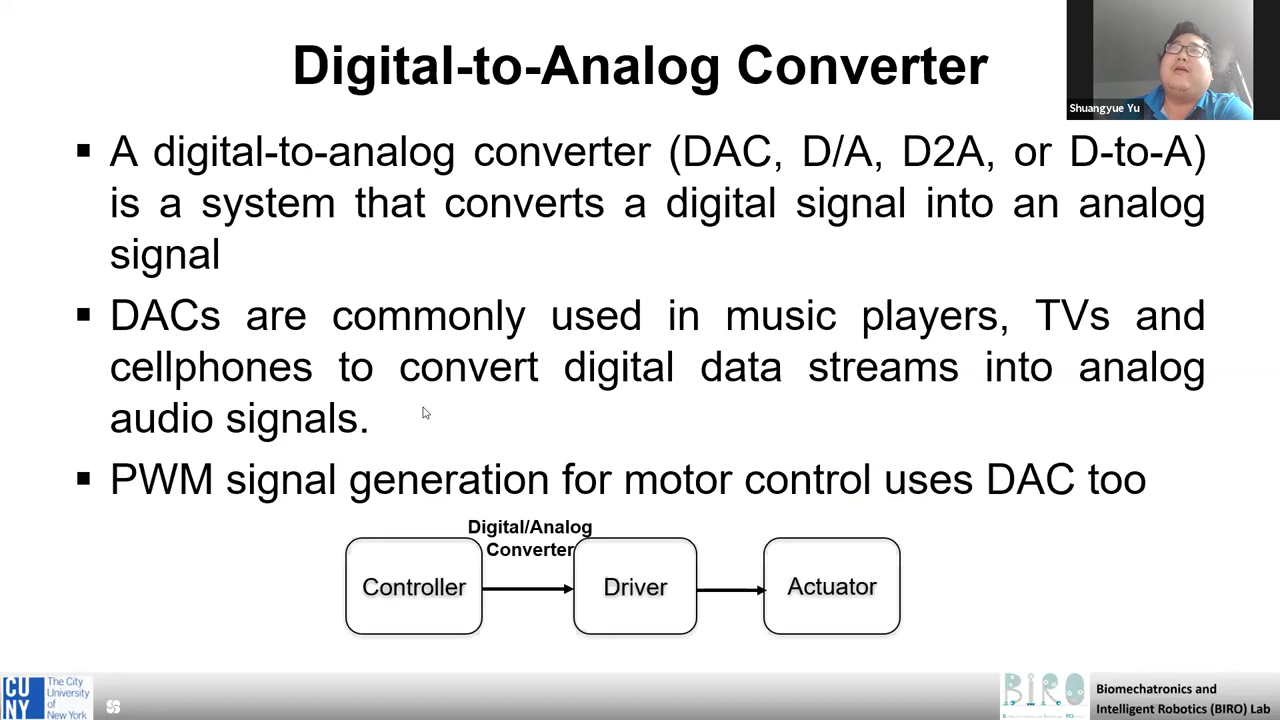 Digital-to-Analog Converter
Shuangyue Yu
▪ A digital-to-analog converter (DAC, D/A, D2A, or D-to-A)
is a system that converts a digital signal into an analog
signal
▪ DACs are commonly used in music players, TVs and
cellphones to convert digital data streams into analog
audio signals.
▪ PWM signal generation for motor control uses DAC too
Digital/Analog
Converter
Controller
Driver
Actuator
CU
NY
The City
University
of
New York
BIRO
Biomechatronics and
Intelligent Robotics (BIRO) Lab